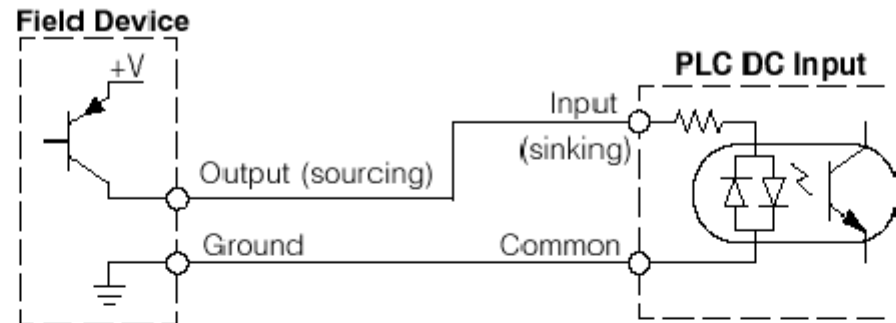 Field Device
+V
PLC DC Input
Input
(sinking)
Output (sourcing)
Ground
Common